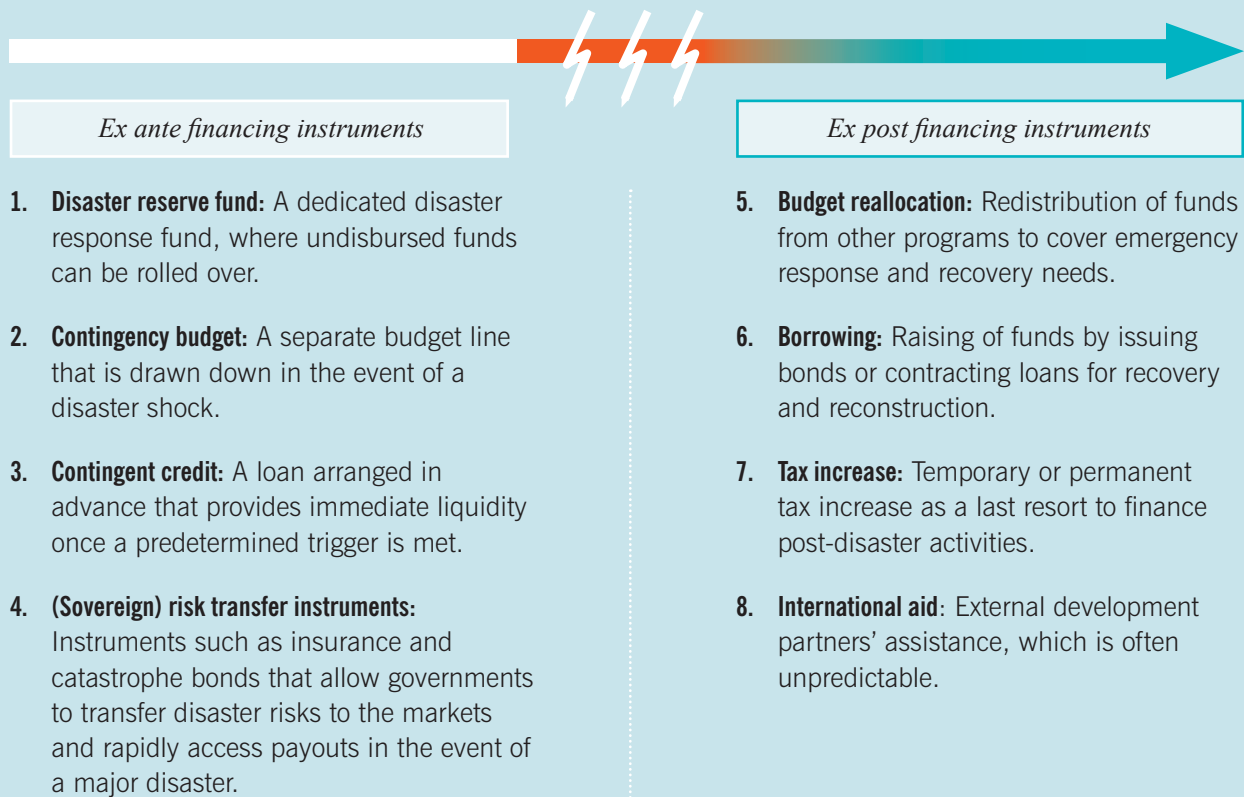 Ex ante financing instruments
1. Disaster reserve fund: A dedicated disaster
response fund, where undisbursed funds
can be rolled over.
2. Contingency budget: A separate budget line
that is drawn down in the event of a
disaster shock.
3. Contingent credit: A loan arranged in
advance that provides immediate liquidity
once a predetermined trigger is met.
4. (Sovereign) risk transfer instruments:
Instruments such as insurance and
catastrophe bonds that allow governments
to transfer disaster risks to the markets
and rapidly access payouts in the event of
a major disaster.
Ex post financing instruments
5. Budget reallocation: Redistribution of funds
from other programs to cover emergency
response and recovery needs.
6. Borrowing: Raising of funds by issuing
bonds or contracting loans for recovery
and reconstruction.
7. Tax increase: Temporary or permanent
tax increase as a last resort to finance
post-disaster activities.
8. International aid: External development
partners’ assistance, which is often
unpredictable.